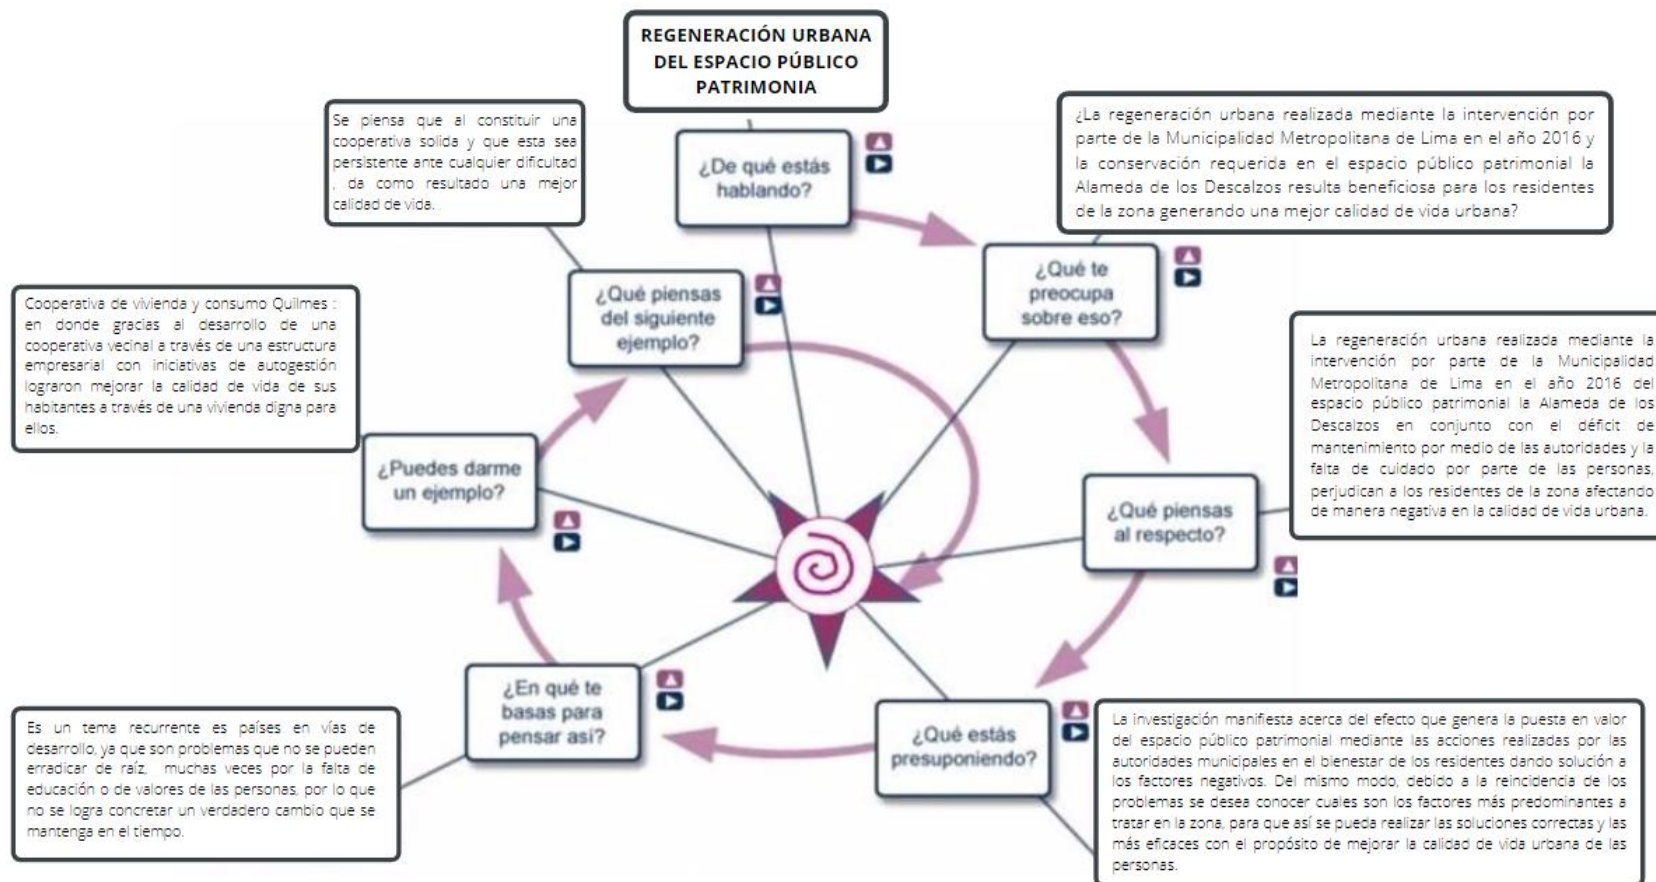 REGENERACIÓN URBANA
DEL ESPACIO PÚBLICO
PATRIMONIA
¿De qué estás
hablando?
¿La regeneración urbana realizada mediante la intervención por
parte de la Municipalidad Metropolitana de Lima en el año 2016 y
la conservación requerida en el espacio público patrimonial la
Alameda de los Descalzos resulta beneficiosa para los residentes
de la zona generando una mejor calidad de vida urbana?
¿Qué te
preocupa
sobre eso?
La regeneración urbana realizada mediante la
intervención por parte de la Municipalidad
Metropolitana de Lima en el año 2016 del
espacio público patrimonial la Alameda de los
Descalzos en conjunto con el déficit de
mantenimiento por medio de las autoridades y la
falta de cuidado por parte de las personas,
perjudican a los residentes de la zona afectando
de manera negativa en la calidad de vida urbana.
¿Qué piensas
al respecto?
La investigación manifiesta acerca del efecto que genera la puesta en valor
del espacio público patrimonial mediante las acciones realizadas por las
autoridades municipales en el bienestar de los residentes dando solución a
los factores negativos. Del mismo modo, debido a la reincidencia de los
problemas se desea conocer cuales son los factores más predominantes a
tratar en la zona, para que así se pueda realizar las soluciones correctas y las
más eficaces con el propósito de mejorar la calidad de vida urbana de las
personas.
¿Qué estás
presuponiendo?
¿En qué te
basas para
pensar así?
Es un tema recurrente es países en vías de
desarrollo, ya que son problemas que no se pueden
erradicar de raíz, muchas veces por la falta de
educación o de valores de las personas, por lo que
no se logra concretar un verdadero cambio que se
mantenga en el tiempo.
¿Puedes darme
un ejemplo?
Cooperativa de vivienda y consumo Quilmes :
en donde gracias al desarrollo de una
cooperativa vecinal a través de una estructura
empresarial con iniciativas de autogestión
lograron mejorar la calidad de vida de sus
habitantes a través de una vivienda digna para
ellos.
¿Qué piensas
del siguiente
ejemplo?
Se piensa que al constituir una
cooperativa solida y que esta sea
persistente ante cualquier dificultad
, da como resultado una mejor
calidad de vida.